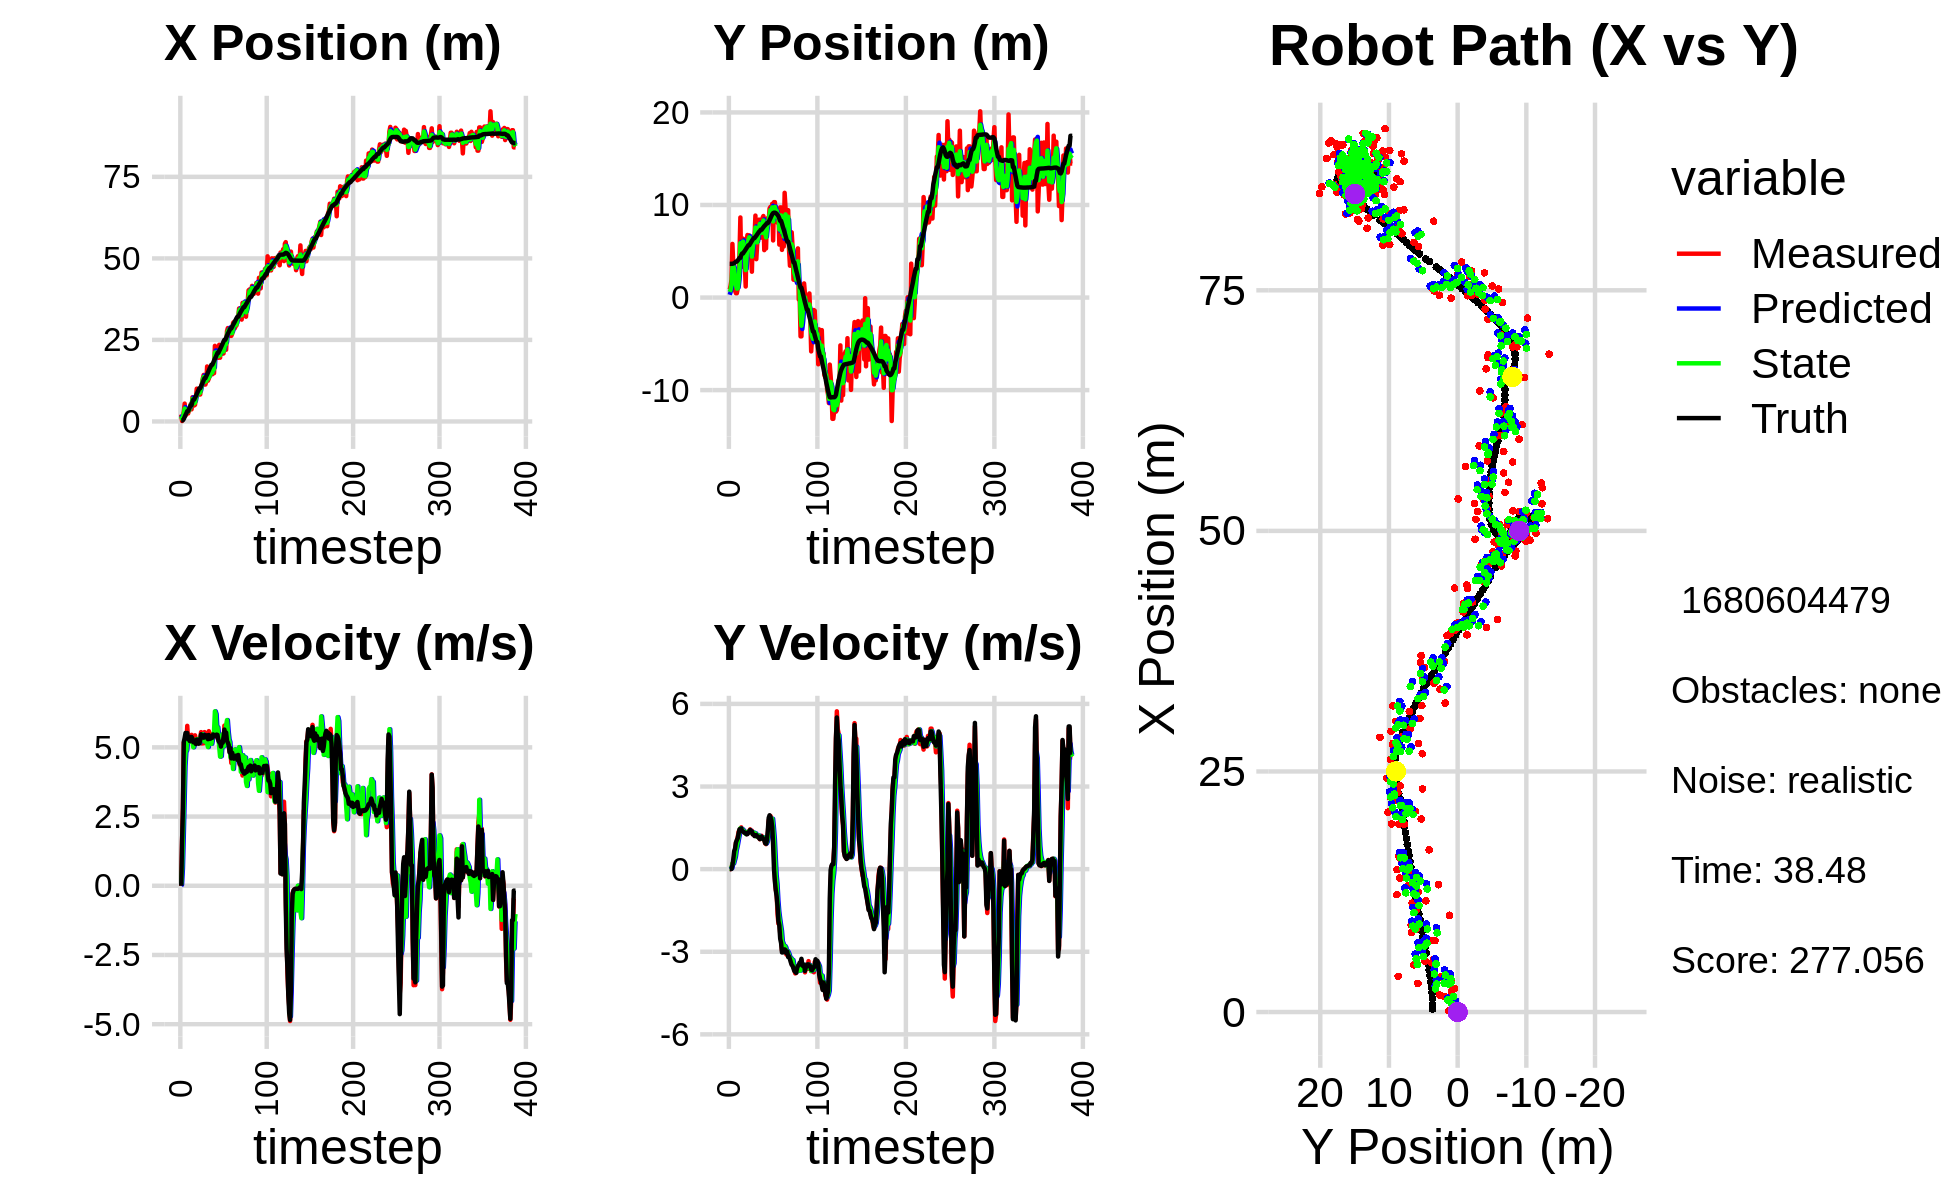 X Position (m)
75
50
25
0
0 100 200 300 400
timestep
Y Position (m)
20
10
0
-10
0 100 200 300 400
timestep
X Velocity (m/s)
5.0
2.5
0.0
-2.5
-5.0
0 100 200 300 400
timestep
Y Velocity (m/s)
6
3
0
-3
-6
0 100 200 300 400
timestep
Robot Path (X vs Y)
X Position (m)
75
50
25
0
20 10 0 -10 -20
Y Position (m)
variable
Measured
Predicted
State
Truth
1680604479
Obstacles: none
Noise: realistic
Time: 38.48
Score: 277.056